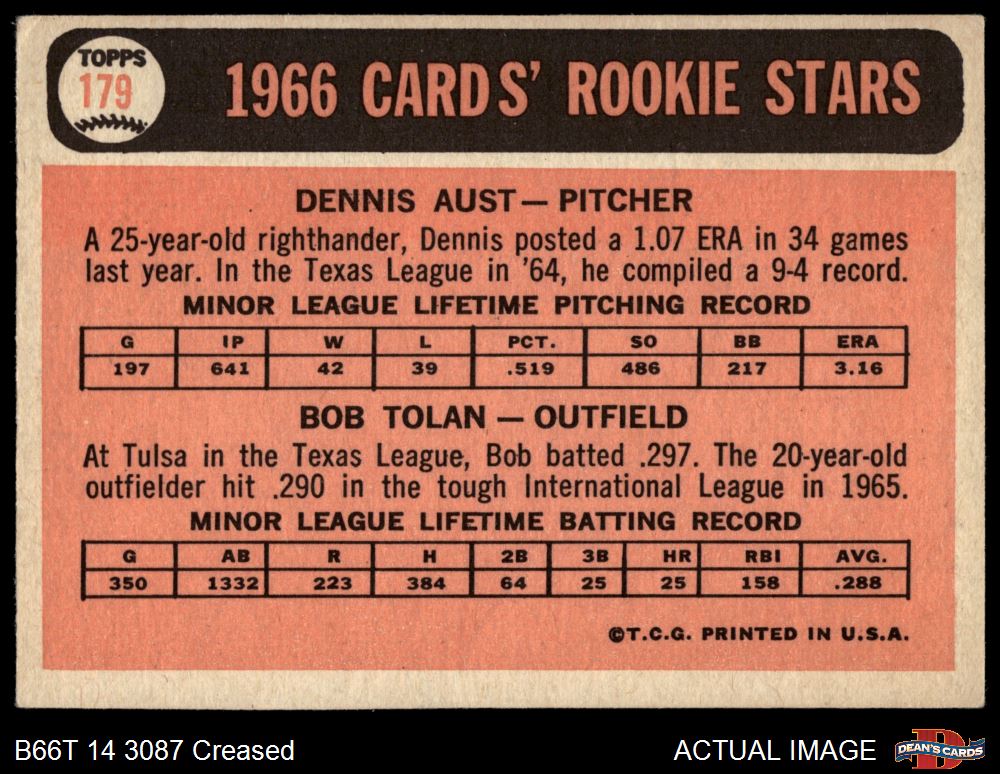 TOPPS
179
1966 CARDS' ROOKIE STARS
DENNIS AUST — PITCHER
A 25-year-old righthander, Dennis posted a 1.07 ERA in 34 games
last year. In the Texas League in '64, he compiled a 9-4 record.
MINOR LEAGUE LIFETIME PITCHING RECORD
G IP W L PCT. SO BB ERA
197 641 42 39 .519 486 217 3.16
BOB TOLAN — OUTFIELD
At Tulsa in the Texas League, Bob batted .297. The 20-year-old
outfielder hit .290 in the tough International League in 1965.
MINOR LEAGUE LIFETIME BATTING RECORD
G AB R H 2B 3B HR RBI AVG.
350 1332 223 384 64 25 25 158 .288
©T.C.G. PRINTED IN U.S.A.
B66T 14 3087 Creased
ACTUAL IMAGE
D
DEAN'S CARDS